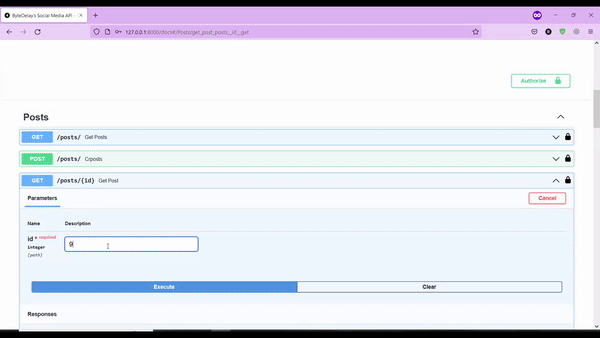 ByteDelay's Social Media API -
127.0.0.1:8000/docs#/Posts/get_post_posts__id__get
Authorize
Posts
GET /posts/ Get Posts
POST /posts/ Crposts
GET /posts/{id} Get Post
Parameters
Cancel
Name Description
id * required
integer
(path)
9
Execute Clear
Responses